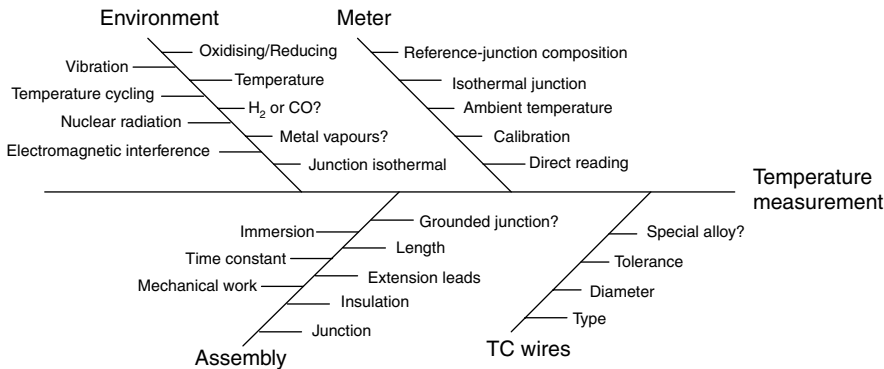 Environment
Oxidising/Reducing
Vibration
Temperature
Temperature cycling
H2 or CO?
Nuclear radiation
Metal vapours?
Electromagnetic interference
Junction isothermal
Meter
Reference-junction composition
Isothermal junction
Ambient temperature
Calibration
Direct reading
Temperature
measurement
Grounded junction?
Immersion
Length
Time constant
Extension leads
Mechanical work
Insulation
Junction
Assembly
Special alloy?
Tolerance
Diameter
Type
TC wires